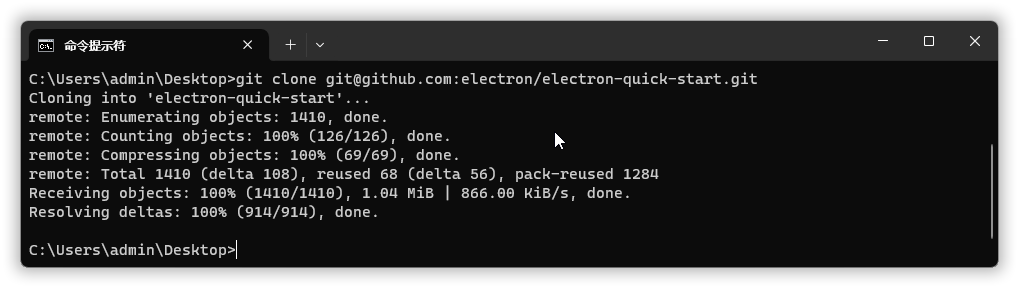 命令提示符
C:\Users\admin\Desktop>git clone git@github.com:electron/electron-quick-start.git
Cloning into 'electron-quick-start'...
remote: Enumerating objects: 1410, done.
remote: Counting objects: 100% (126/126), done.
remote: Compressing objects: 100% (69/69), done.
remote: Total 1410 (delta 108), reused 68 (delta 56), pack-reused 1284
Receiving objects: 100% (1410/1410), 1.04 MiB | 866.00 KiB/s, done.
Resolving deltas: 100% (914/914), done.
C:\Users\admin\Desktop>